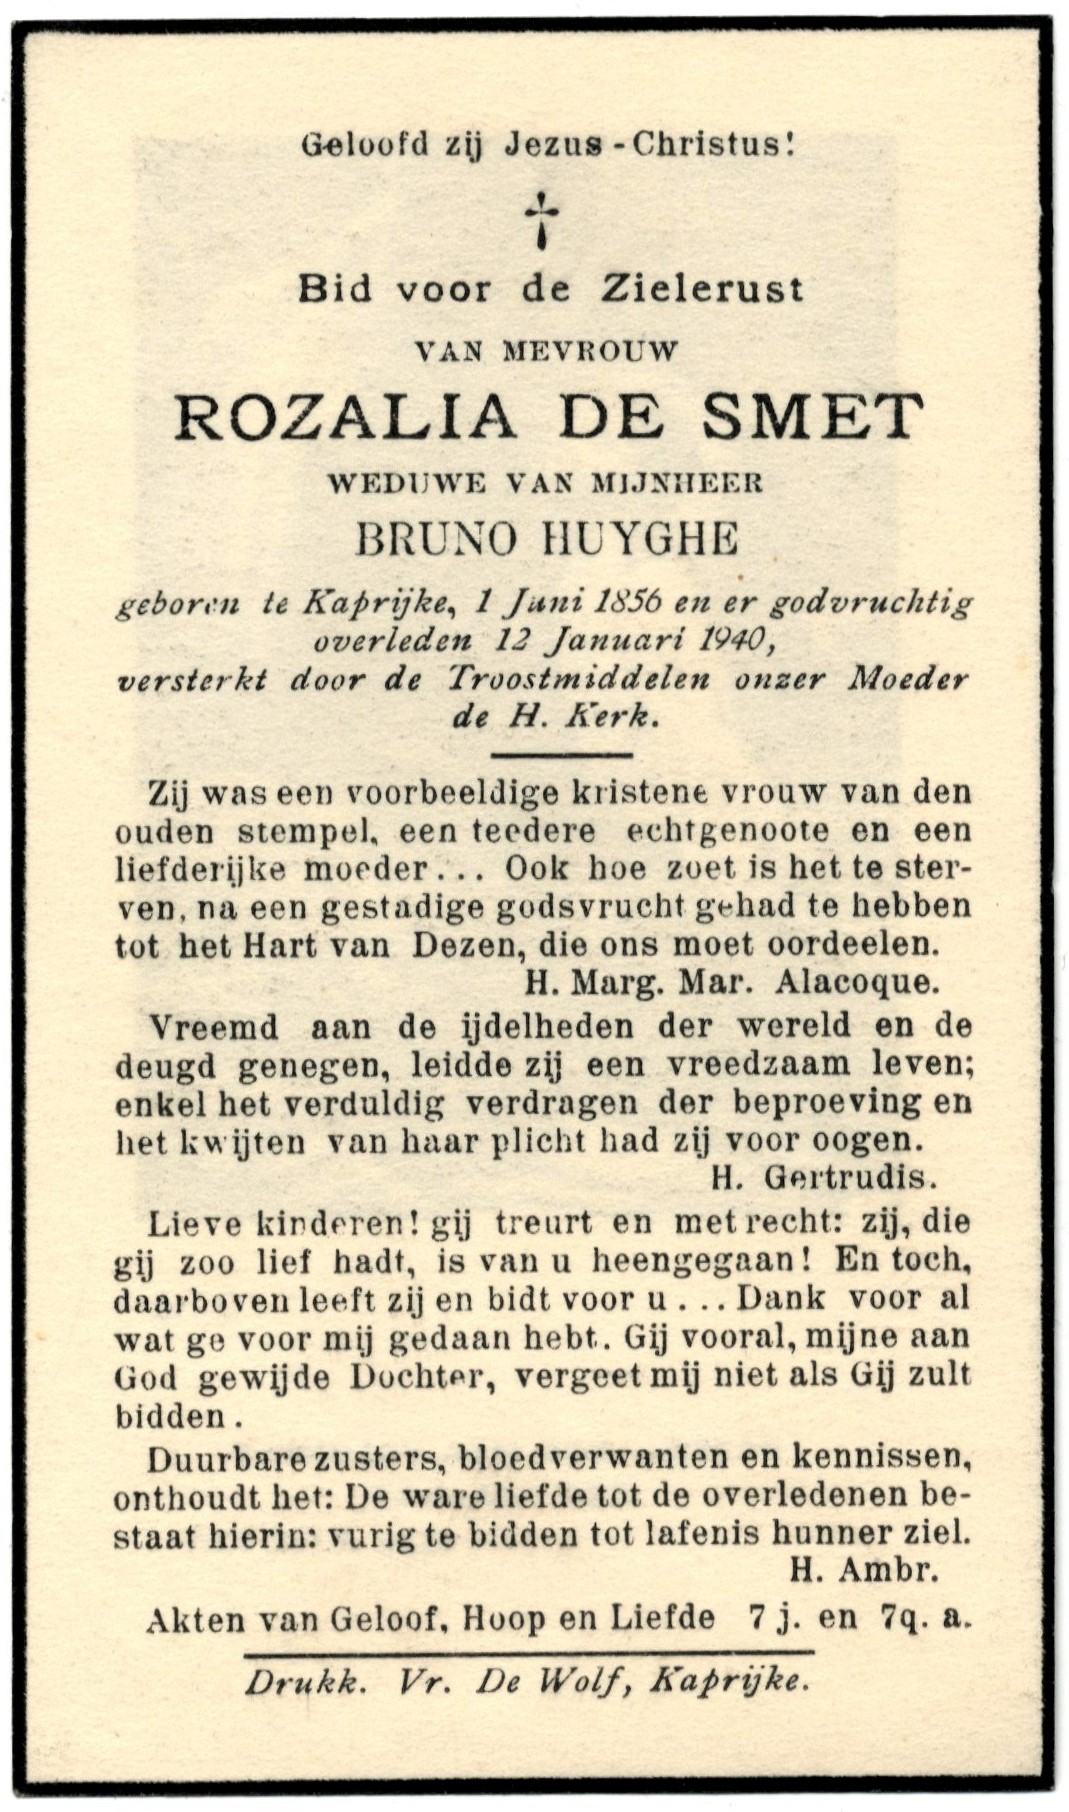 Geloofd zij Jezus - Christus!
Bid voor de Zielerust
VAN MEVROUW
ROZALIA DE SMET
WEDUWE VAN MIJNHEER
BRUNO HUYGHE
geboren te Kaprijke, 1 Juni 1856 en er godvruchtig
overleden 12 Januari 1940,
versterkt door de Troostmiddelen onzer Moeder
de H. Kerk.
Zij was een voorbeeldige kristene vrouw van den
ouden stempel, een teedere echtgenoote en een
liefderijke moeder... Ook hoe zoet is het te ster-
ven, na een gestadige godsvrucht gehad te hebben
tot het Hart van Dezen, die ons moet oordeelen.
H. Marg. Mar. Alacoque.
Vreemd aan de ijdelheden der wereld en de
deugd genegen, leidde zij een vreedzaam leven;
enkel het verduldig verdragen der beproeving en
het kwijten van haar plicht had zij voor oogen.
H. Gertrudis.
Lieve kinderen! gij treurt en met recht: zij, die
gij zoo lief hadt, is van u heengegaan! En toch,
daarboven leeft zij en bidt voor u ... Dank voor al
wat ge voor mij gedaan hebt. Gij vooral, mijne aan
God gewijde Dochter, vergeet mij niet als Gij zult
bidden.
Duurbare zusters, bloedverwanten en kennissen,
onthoudt het: De ware liefde tot de overledenen be-
staat hierin: vurig te bidden tot lafenis hunner ziel.
H. Ambr.
Akten van Geloof, Hoop en Liefde 7 j. en 7q. a.
Drukk. Vr. De Wolf, Kaprijke.